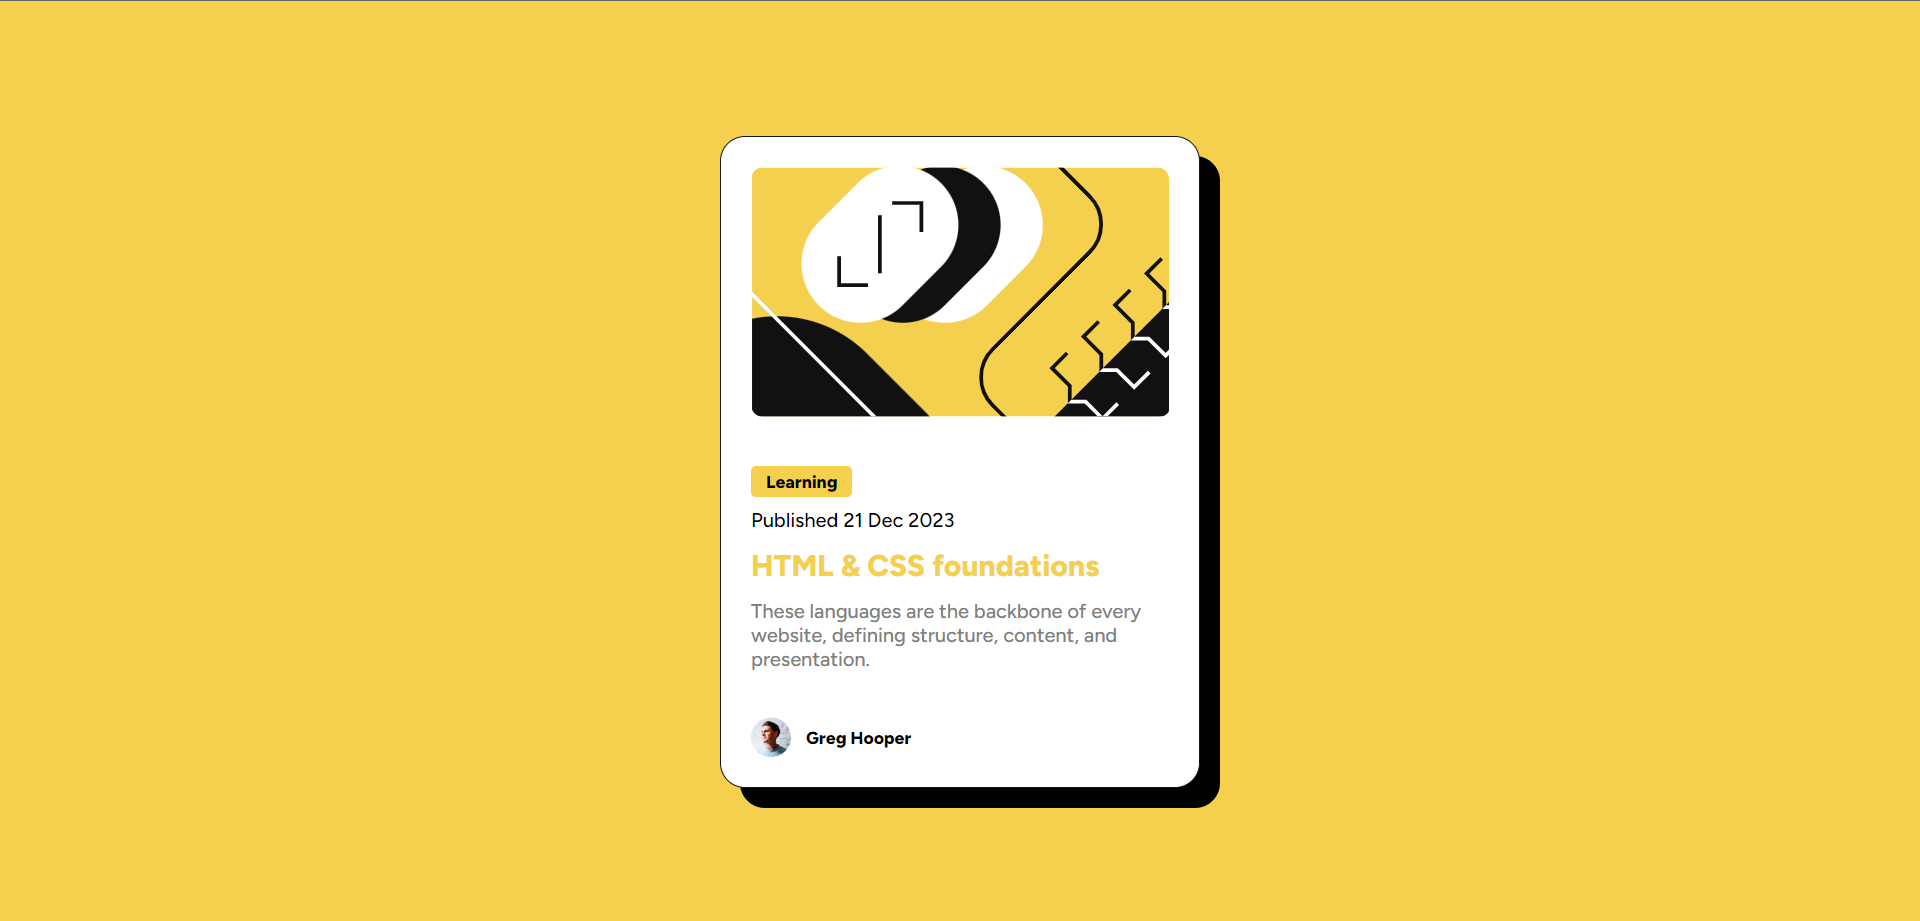 Learning
Published 21 Dec 2023
HTML & CSS foundations
These languages are the backbone of every
website, defining structure, content, and
presentation.
Greg Hooper